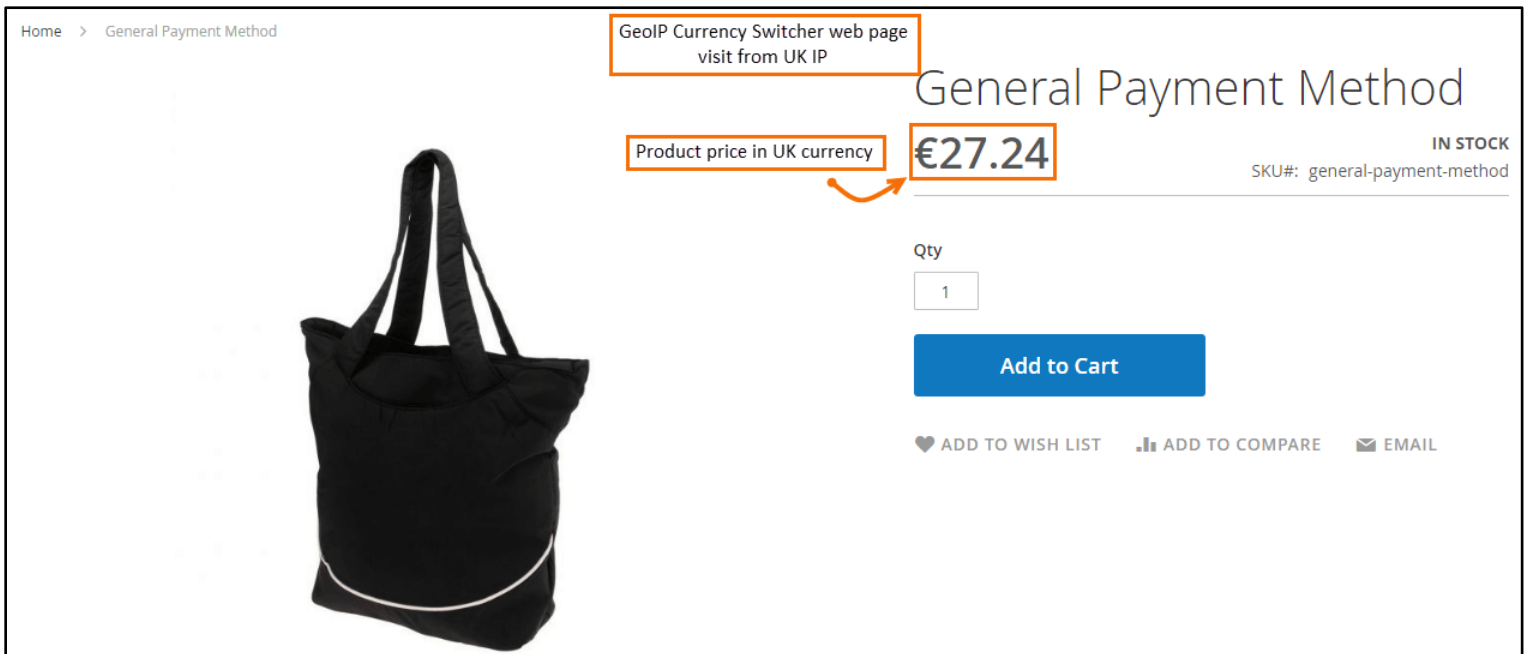 Home > General Payment Method
GeoIP Currency Switcher web page
visit from UK IP
General Payment Method
Product price in UK currency
€27.24
IN STOCK
SKU#: general-payment-method
Qty
1
Add to Cart
ADD TO WISH LIST ADD TO COMPARE EMAIL